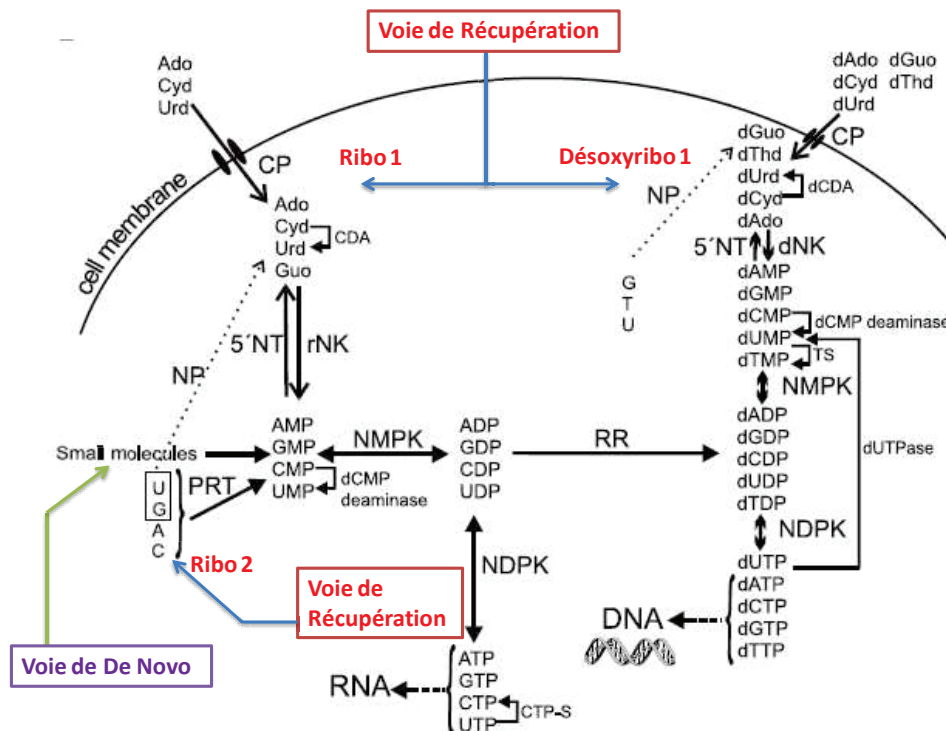 Voie de Récupération
Ado
Cyd
Urd
CP
cell membrane
Ribo 1
Désoxyribo 1
dAdo dGuo
dCyd dThd
dUrd
CP
dGuo
dThd
dUrd
dCyd
dAdo
dCDA
NP
G
T
U
Ado
Cyd
Urd
Guo
CDA
5´NT
rNK
NP
5´NT
dNK
dAMP
dGMP
dCMP
dUMP
dTMP
dCMP deaminase
TS
NMPK
dADP
dGDP
dCDP
dUDP
dTDP
dUTPase
NDPK
dUTP
dATP
dCTP
dGTP
dTTP
DNA
Small molecules
AMP
GMP
CMP
UMP
dCMP
deaminase
NMPK
ADP
GDP
CDP
UDP
RR
PRT
U
G
A
C
Ribo 2
Voie de
Récupération
Voie de De Novo
NDPK
ATP
GTP
CTP
UTP
CTP-S
RNA